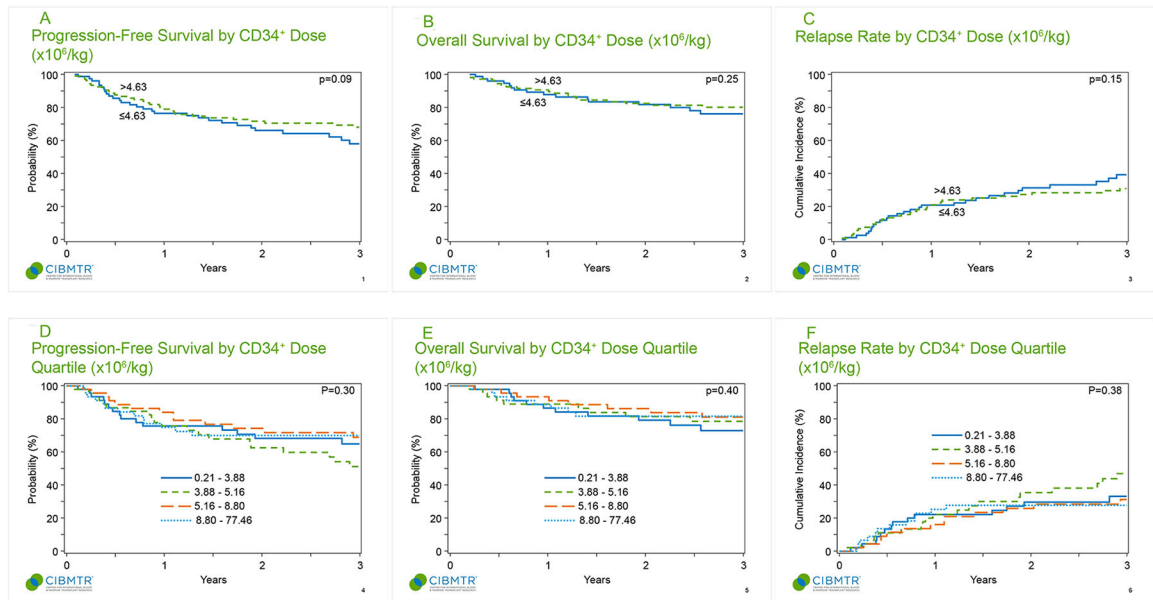 A
Progression-Free Survival by CD34⁺ Dose
(x10⁶/kg)
p=0.09
>4.63
≤4.63
Probability (%)
100
80
60
40
20
0
0 1 2 3
Years
CIBMTR
1
B
Overall Survival by CD34⁺ Dose (x10⁶/kg)
p=0.25
>4.63
≤4.63
Probability (%)
100
80
60
40
20
0
0 1 2 3
Years
CIBMTR
2
C
Relapse Rate by CD34⁺ Dose (x10⁶/kg)
p=0.15
>4.63
≤4.63
Cumulative Incidence (%)
100
80
60
40
20
0
0 1 2 3
Years
CIBMTR
3
D
Progression-Free Survival by CD34⁺ Dose
Quartile (x10⁶/kg)
P=0.30
Probability (%)
100
80
60
40
20
0
0.21 - 3.88
3.88 - 5.16
5.16 - 8.80
8.80 - 77.46
0 1 2 3
Years
CIBMTR
4
E
Overall Survival by CD34⁺ Dose Quartile
(x10⁶/kg)
p=0.40
Probability (%)
100
80
60
40
20
0
0.21 - 3.88
3.88 - 5.16
5.16 - 8.80
8.80 - 77.46
0 1 2 3
Years
CIBMTR
5
F
Relapse Rate by CD34⁺ Dose Quartile
(x10⁶/kg)
P=0.38
Cumulative Incidence (%)
100
80
60
40
20
0
0.21 - 3.88
3.88 - 5.16
5.16 - 8.80
8.80 - 77.46
0 1 2 3
Years
CIBMTR
6